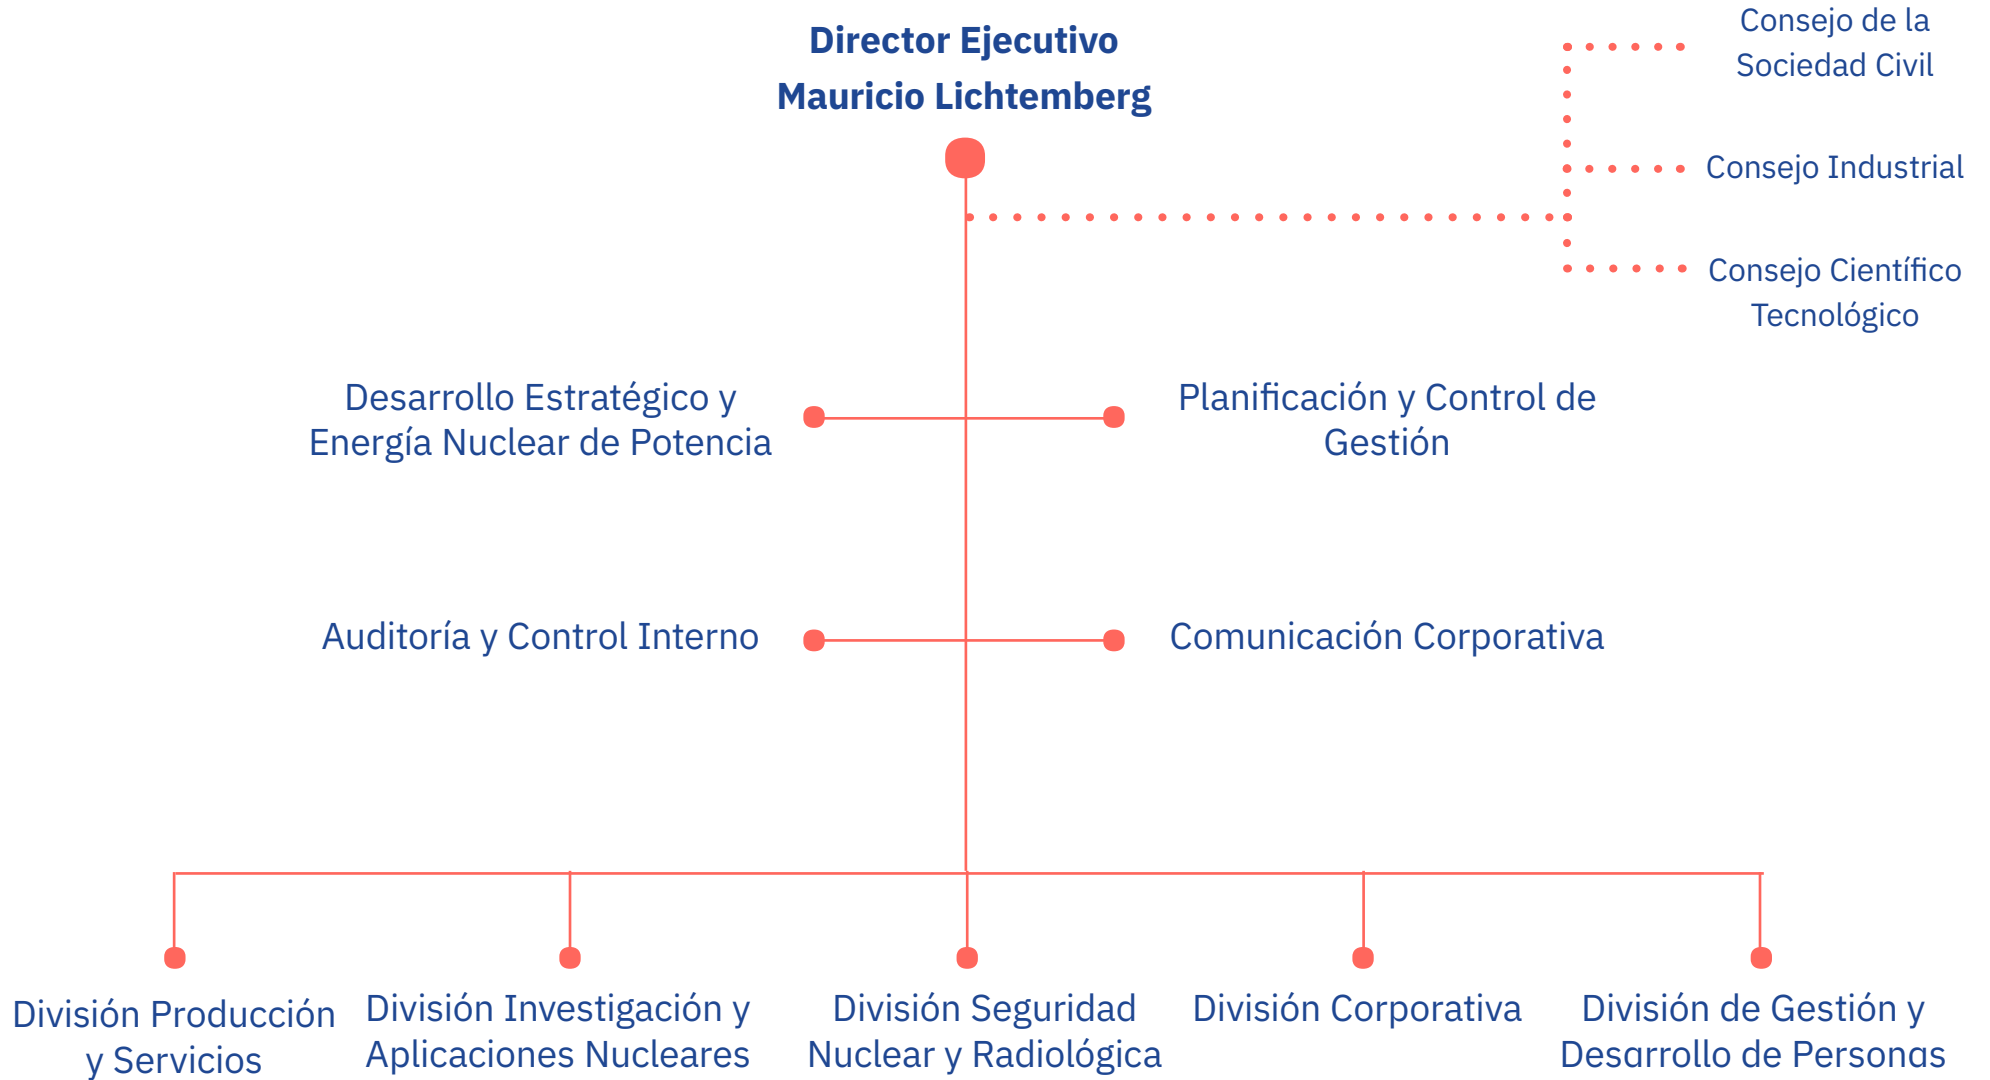 Director Ejecutivo
Mauricio Lichtemberg
Consejo de la
Sociedad Civil
Consejo Industrial
Consejo Científico
Tecnológico
Desarrollo Estratégico y
Energía Nuclear de Potencia
Planificación y Control de
Gestión
Auditoría y Control Interno
Comunicación Corporativa
División Producción
y Servicios
División Investigación y
Aplicaciones Nucleares
División Seguridad
Nuclear y Radiológica
División Corporativa
División de Gestión y
Desarrollo de Personas